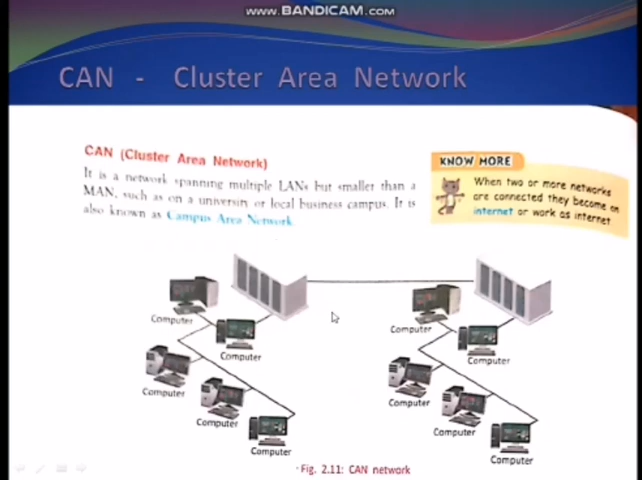 www.BANDICAM.com
CAN - Cluster Area Network
CAN (Cluster Area Network)
It is a network spanning multiple LANs but smaller than a
MAN, such as on a university or local business campus. It is
also known as Campus Area Network.
KNOW MORE
When two or more networks
are connected they become an
internet or work as internet.
Computer
Computer
Computer
Computer
Computer
Computer
Computer
Computer
Computer
Computer
Fig. 2.11: CAN network